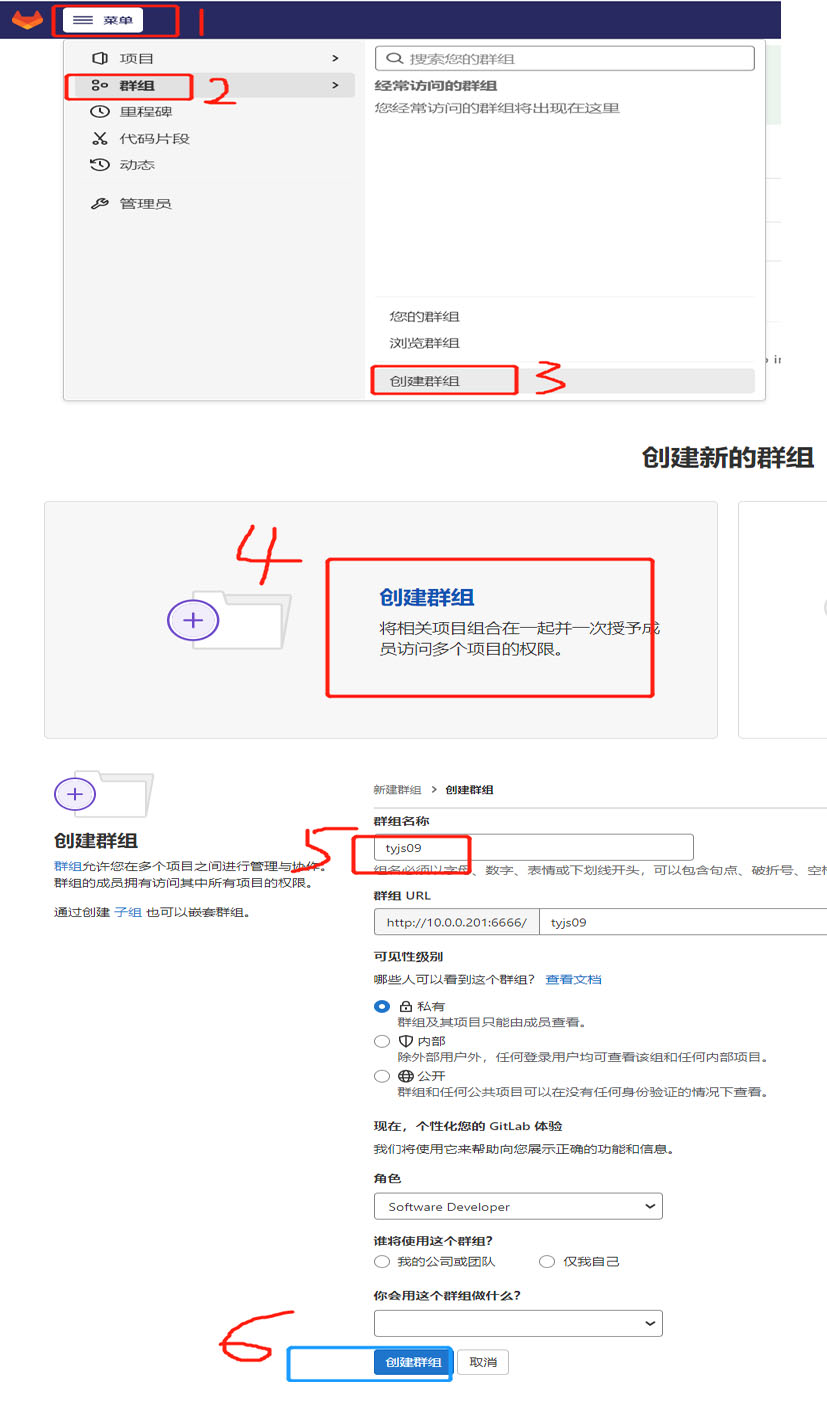 菜单
1
项目
搜索您的群组
群组
2
经常访问的群组
里程碑
您经常访问的群组将出现在这里
代码片段
动态
管理员
您的群组
浏览群组
创建群组
3
创建新的群组
4
创建群组
将相关项目组合在一起并一次授予成
员访问多个项目的权限。
新建群组 > 创建群组
创建群组
群组允许您在多个项目之间进行管理与协作。
群组的成员拥有访问其中所有项目的权限。
通过创建 子组 也可以嵌套群组。
5
群组名称
tyjs09
组名必须以字母、数字、表情或下划线开头，可以包含句点、破折号、空格
群组 URL
http://10.0.0.201:6666/ tyjs09
可见性级别
哪些人可以看到这个群组？ 查看文档
私有
群组及其项目只能由成员查看。
内部
除外部用户外，任何登录用户均可查看该组和任何内部项目。
公开
群组和任何公共项目可以在没有任何身份验证的情况下查看。
现在，个性化您的 GitLab 体验
我们将使用它来帮助向您展示正确的功能和信息。
角色
Software Developer
谁将使用这个群组？
我的公司或团队 仅我自己
你会用这个群组做什么？
6
创建群组 取消